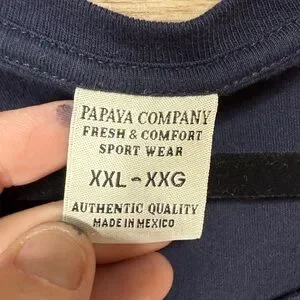 PAPAYA COMPANY
FRESH & COMFORT
SPORT WEAR
XXL - XXG
AUTHENTIC QUALITY
MADE IN MEXICO